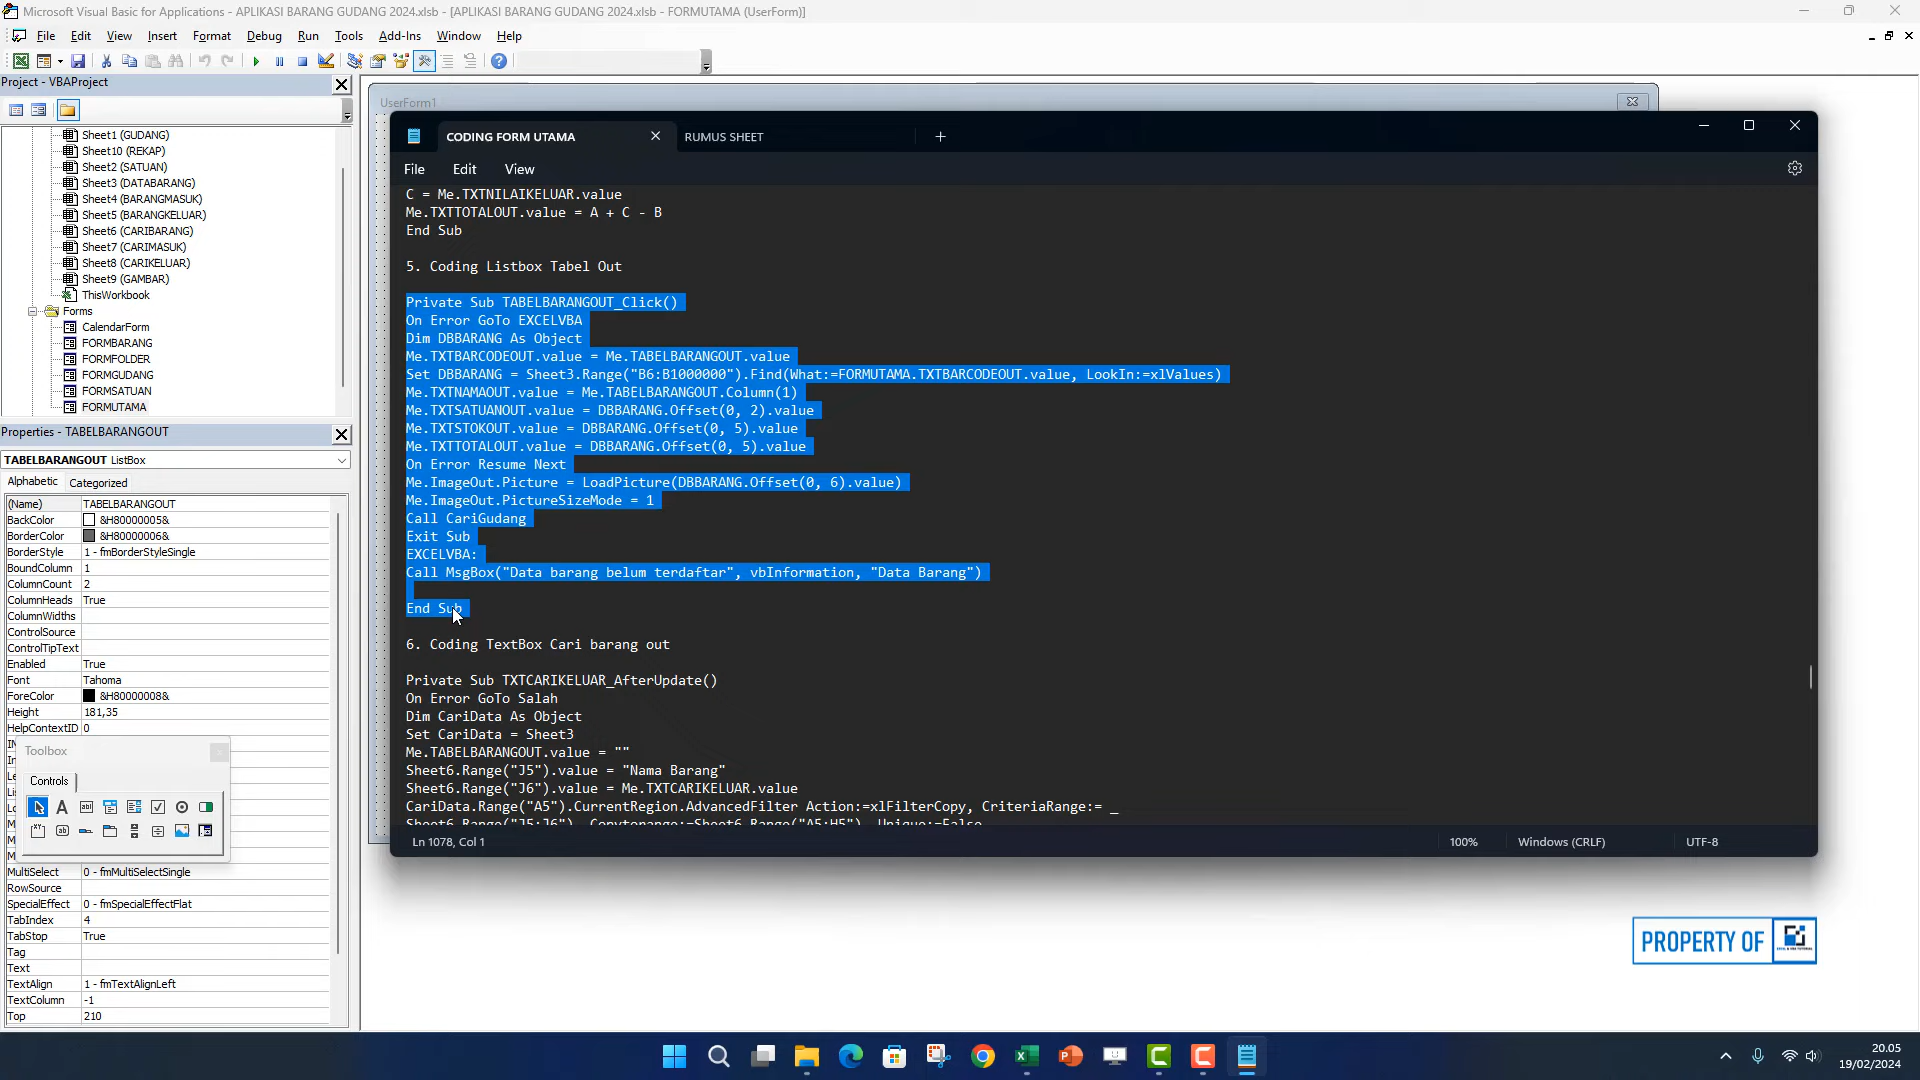 Microsoft Visual Basic for Applications - APLIKASI BARANG GUDANG 2024.xlsb - [APLIKASI BARANG GUDANG 2024.xlsb - FORMUTAMA (UserForm)]
File Edit View Insert Format Debug Run Tools Add-Ins Window Help
Project - VBAProject
Sheet1 (GUDANG)
Sheet10 (REKAP)
Sheet2 (SATUAN)
Sheet3 (DATABARANG)
Sheet4 (BARANGMASUK)
Sheet5 (BARANGKELUAR)
Sheet6 (CARIBARANG)
Sheet7 (CARIMASUK)
Sheet8 (CARIKELUAR)
Sheet9 (GAMBAR)
ThisWorkbook
Forms
CalendarForm
FORMBARANG
FORMFOLDER
FORMGUDANG
FORMSATUAN
FORMUTAMA
Properties - TABELBARANGOUT
TABELBARANGOUT ListBox
Alphabetic Categorized
(Name) TABELBARANGOUT
BackColor &H80000005&
BorderColor &H80000006&
BorderStyle 1 - fmBorderStyleSingle
BoundColumn 1
ColumnCount 2
ColumnHeads True
ColumnWidths
ControlSource
ControlTipText
Enabled True
Font Tahoma
ForeColor &H80000008&
Height 181,35
HelpContextID 0
Toolbox
Controls
MultiSelect 0 - fmMultiSelectSingle
RowSource
SpecialEffect 0 - fmSpecialEffectFlat
TabIndex 4
TabStop True
Tag
Text
TextAlign 1 - fmTextAlignLeft
TextColumn -1
Top 210
UserForm1
CODING FORM UTAMA
RUMUS SHEET
File Edit View
C = Me.TXTNILAIKELUAR.value
Me.TXTTOTALOUT.value = A + C - B
End Sub
5. Coding Listbox Tabel Out
Private Sub TABELBARANGOUT_Click()
On Error GoTo EXCELVBA
Dim DBBARANG As Object
Me.TXTBARCODEOUT.value = Me.TABELBARANGOUT.value
Set DBBARANG = Sheet3.Range("B6:B1000000").Find(What:=FORMUTAMA.TXTBARCODEOUT.value, LookIn:=xlValues)
Me.TXTNAMAOUT.value = Me.TABELBARANGOUT.Column(1)
Me.TXTSATUANOUT.value = DBBARANG.Offset(0, 2).value
Me.TXTSTOKOUT.value = DBBARANG.Offset(0, 5).value
Me.TXTTOTALOUT.value = DBBARANG.Offset(0, 5).value
On Error Resume Next
Me.ImageOut.Picture = LoadPicture(DBBARANG.Offset(0, 6).value)
Me.ImageOut.PictureSizeMode = 1
Call CariGudang
Exit Sub
EXCELVBA:
Call MsgBox("Data barang belum terdaftar", vbInformation, "Data Barang")
End Sub
6. Coding TextBox Cari barang out
Private Sub TXTCARIKELUAR_AfterUpdate()
On Error GoTo Salah
Dim CariData As Object
Set CariData = Sheet3
Me.TABELBARANGOUT.value = ""
Sheet6.Range("J5").value = "Nama Barang"
Sheet6.Range("J6").value = Me.TXTCARIKELUAR.value
CariData.Range("A5").CurrentRegion.AdvancedFilter Action:=xlFilterCopy, CriteriaRange:= _
Sheet6.Range("J5:J6"), Copytorange:=Sheet6.Range("A5:H5"), Unique:=False
Ln 1078, Col 1
100%
Windows (CRLF)
UTF-8
PROPERTY OF
20.05
19/02/2024